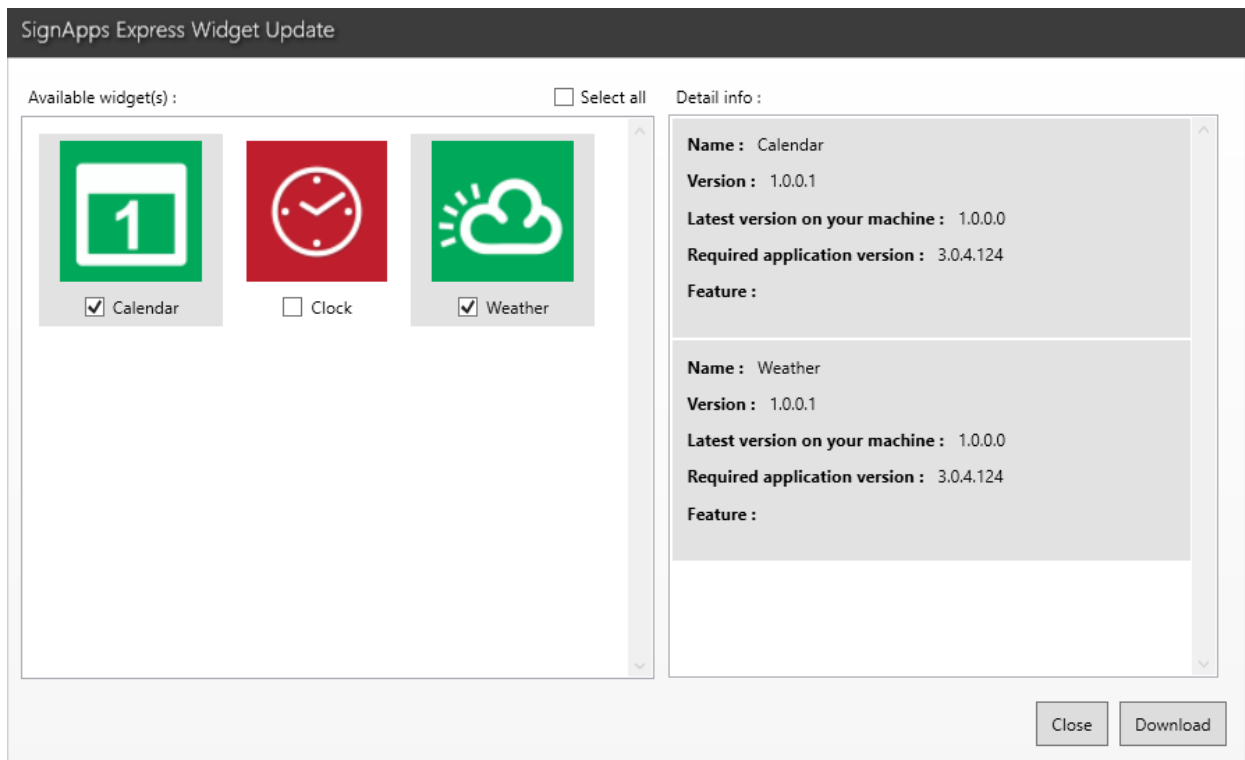 SignApps Express Widget Update
Available widget(s) :
Select all
1
Calendar
Clock
Weather
Detail info :
Name : Calendar
Version : 1.0.0.1
Latest version on your machine : 1.0.0.0
Required application version : 3.0.4.124
Feature :
Name : Weather
Version : 1.0.0.1
Latest version on your machine : 1.0.0.0
Required application version : 3.0.4.124
Feature :
Close
Download